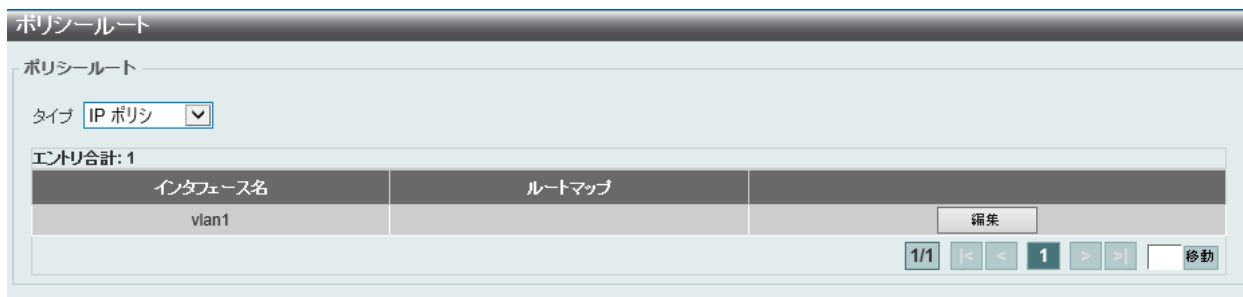 ポリシールート
ポリシールート
タイプ IP ポリシ
エントリ合計: 1
インタフェース名 ルートマップ
vlan1 編集
1/1 |< < 1 > >| 移動